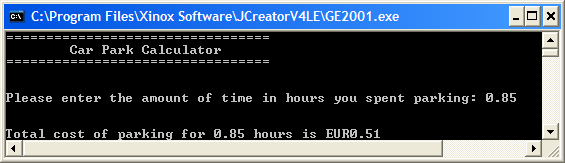 C:\Program Files\Xinox Software\JCreatorV4LE\GE2001.exe
=================================
Car Park Calculator
=================================
Please enter the amount of time in hours you spent parking: 0.85
Total cost of parking for 0.85 hours is EUR0.51